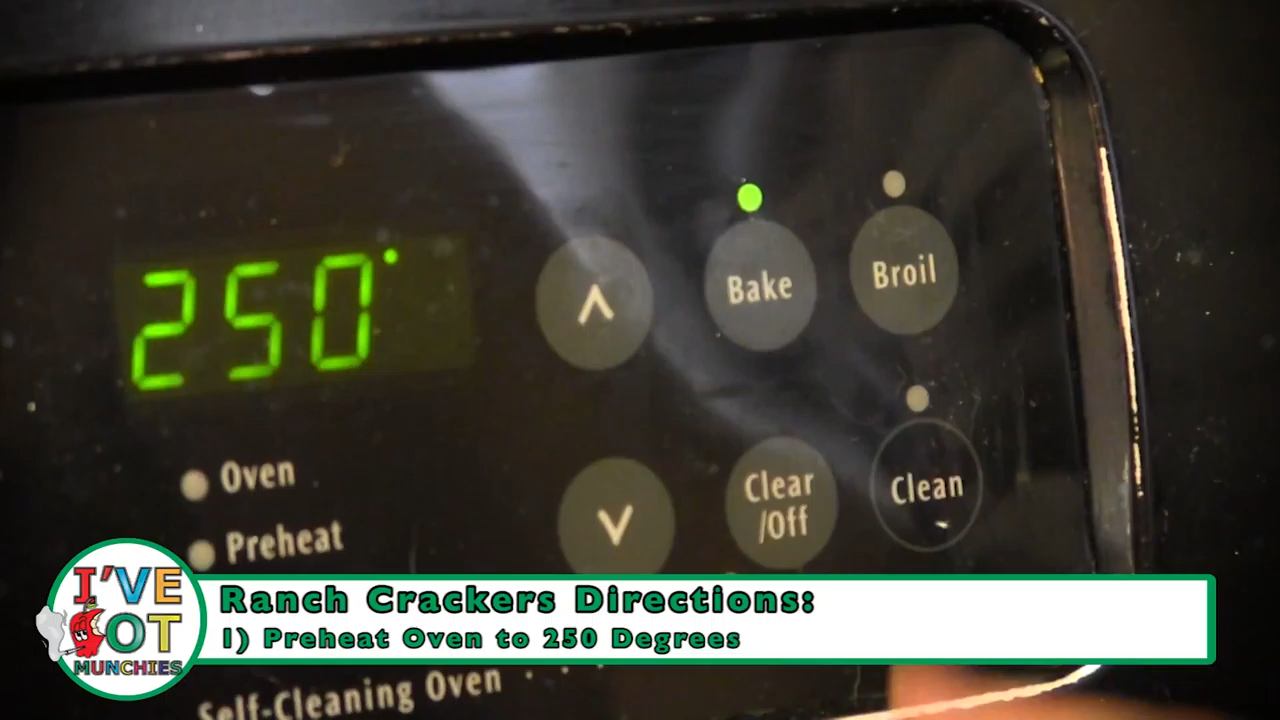 250°
Bake
Broil
Oven
Preheat
Clear
/Off
Clean
Self-Cleaning Oven
I'VE
GOT
MUNCHIES
Ranch Crackers Directions:
1) Preheat Oven to 250 Degrees